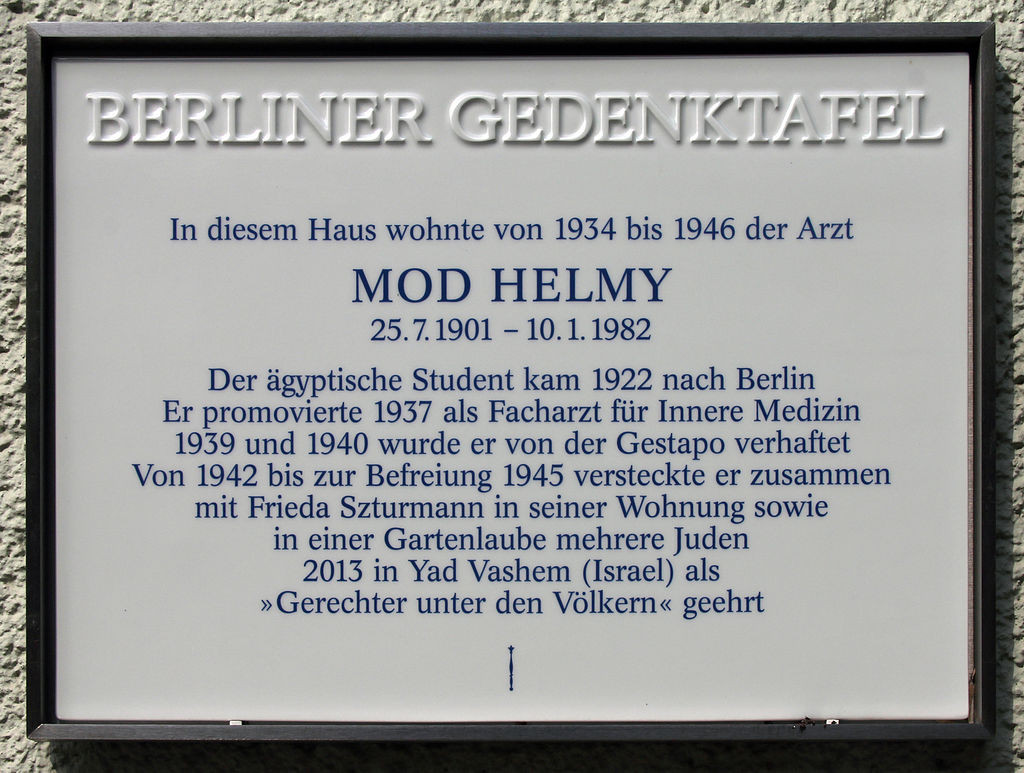 BERLINER GEDENKTAFEL
In diesem Haus wohnte von 1934 bis 1946 der Arzt
MOD HELMY
25.7.1901 – 10.1.1982
Der ägyptische Student kam 1922 nach Berlin
Er promovierte 1937 als Facharzt für Innere Medizin
1939 und 1940 wurde er von der Gestapo verhaftet
Von 1942 bis zur Befreiung 1945 versteckte er zusammen
mit Frieda Szturmann in seiner Wohnung sowie
in einer Gartenlaube mehrere Juden
2013 in Yad Vashem (Israel) als
»Gerechter unter den Völkern« geehrt